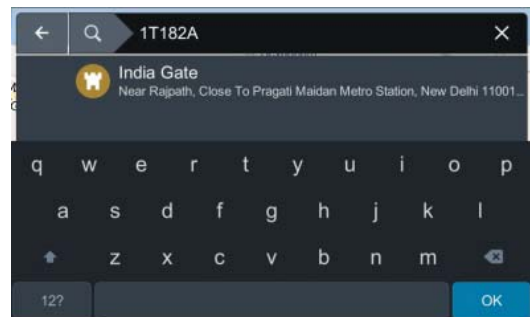 1T182A
India Gate
Near Rajpath, Close To Pragati Maidan Metro Station, New Delhi 11001...
q w e r t y u i o p
a s d f g h j k l
z x c v b n m
12? OK